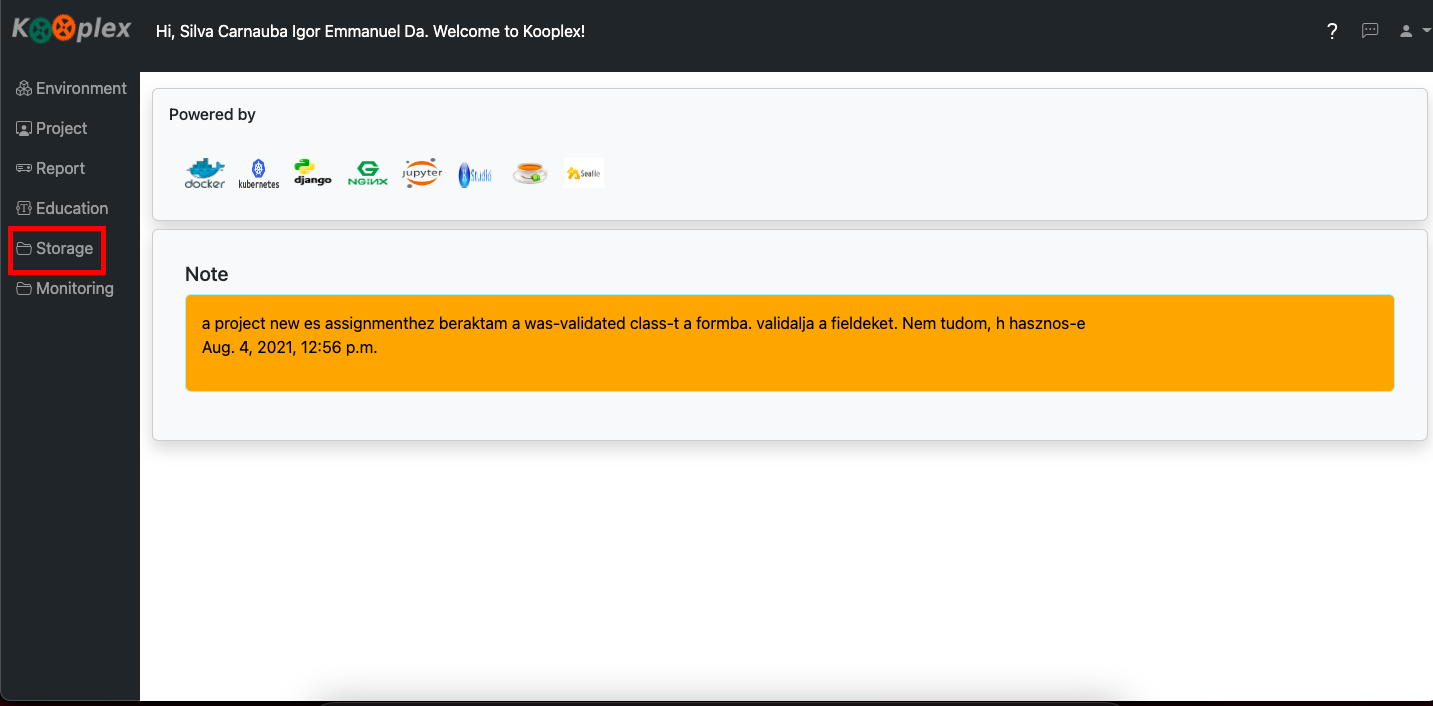 Kooplex
Hi, Silva Carnauba Igor Emmanuel Da. Welcome to Kooplex!
?
Environment
Project
Report
Education
Storage
Monitoring
Powered by
docker
kubernetes
django
NGINX
jupyter
Studio
Seafile
Note
a project new es assignmenthez beraktam a was-validated class-t a formba. validalja a fieldeket. Nem tudom, h hasznos-e
Aug. 4, 2021, 12:56 p.m.